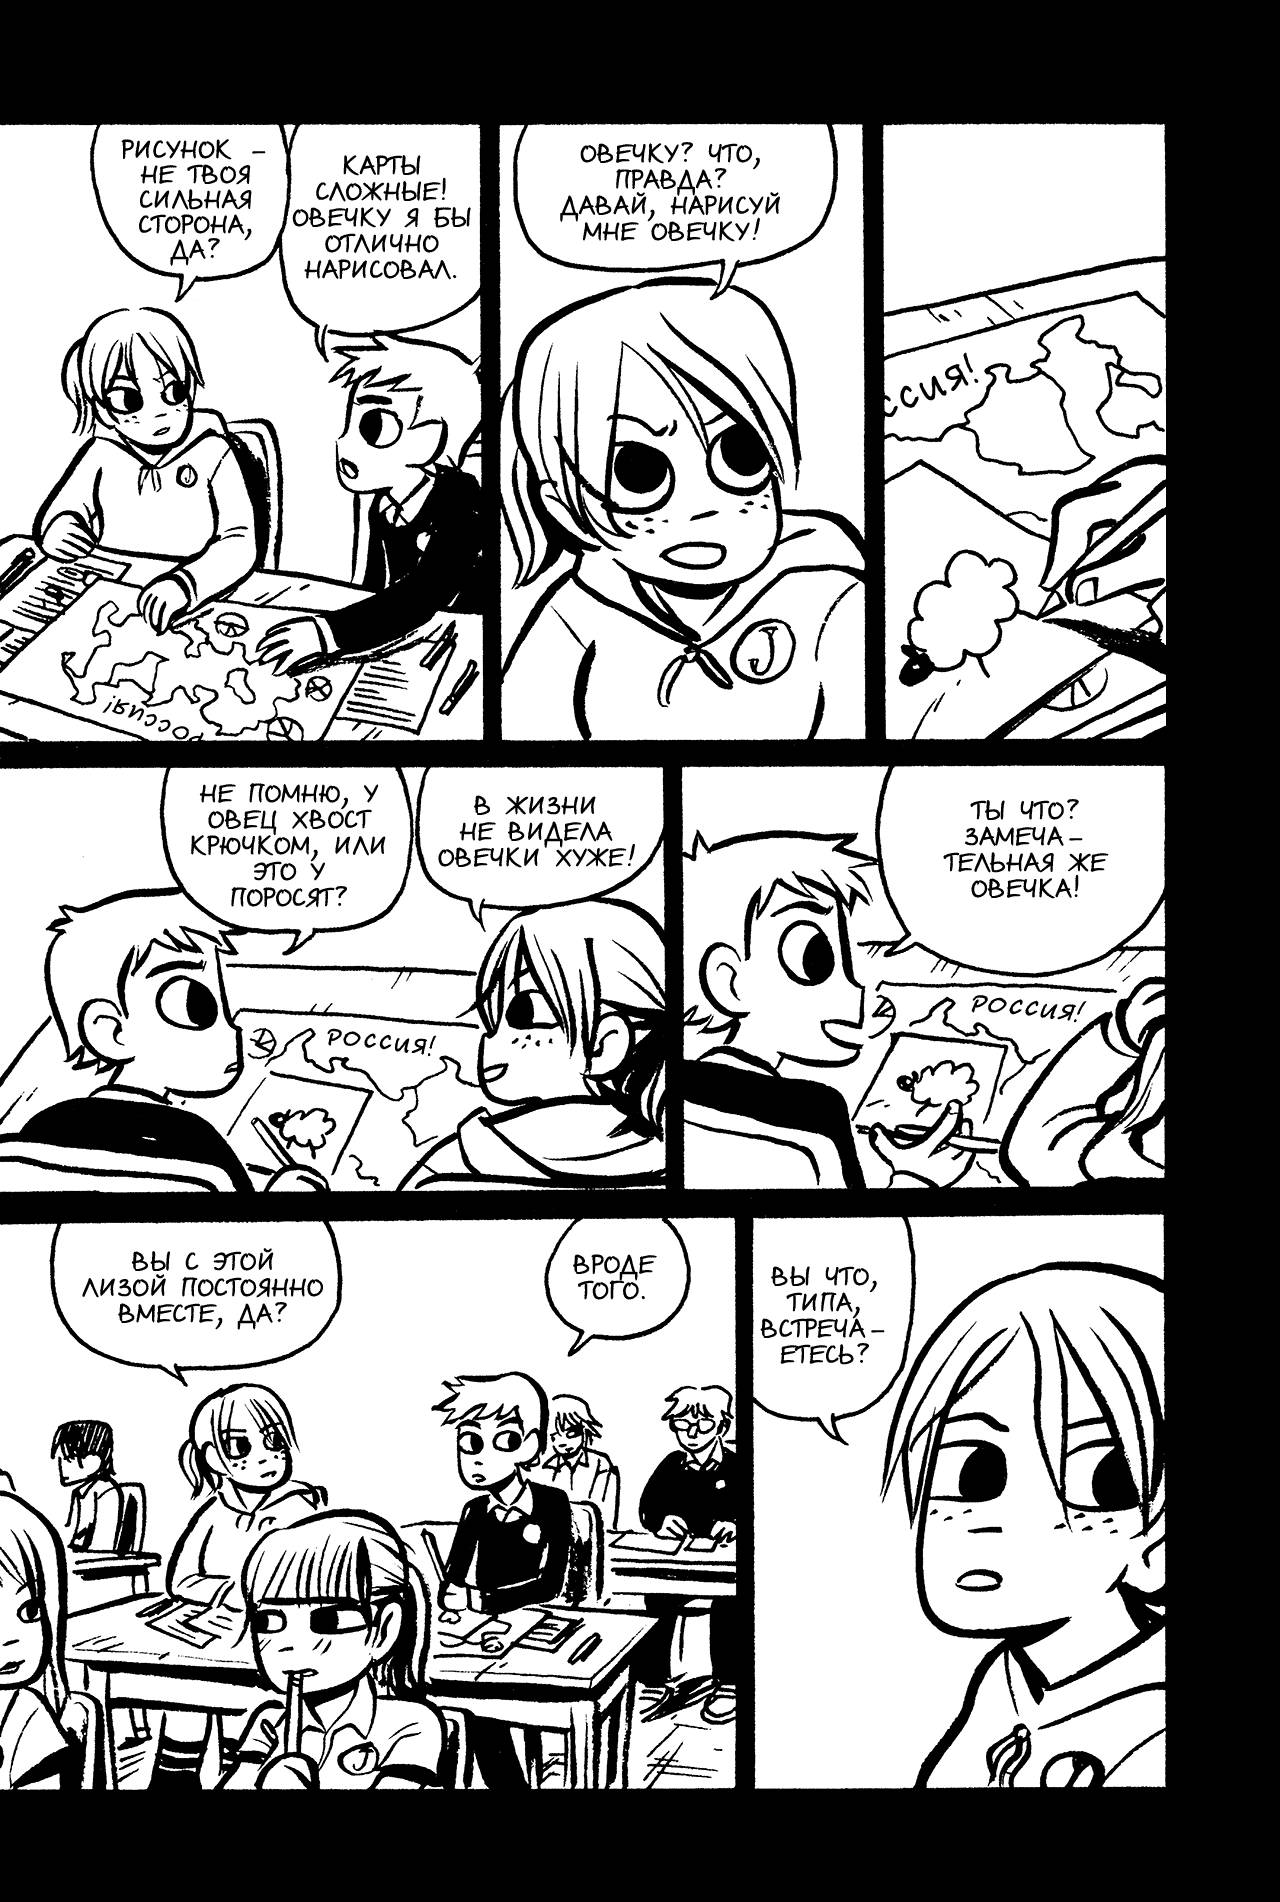 РИСУНОК –
НЕ ТВОЯ
СИЛЬНАЯ
СТОРОНА,
ДА?
КАРТЫ
СЛОЖНЫЕ!
ОВЕЧКУ Я БЫ
ОТЛИЧНО
НАРИСОВАЛ.
РОССИЯ!
J
ОВЕЧКУ? ЧТО,
ПРАВДА?
ДАВАЙ, НАРИСУЙ
МНЕ ОВЕЧКУ!
J
ССИЯ!
НЕ ПОМНЮ, У
ОВЕЦ ХВОСТ
КРЮЧКОМ, ИЛИ
ЭТО У
ПОРОСЯТ?
В ЖИЗНИ
НЕ ВИДЕЛА
ОВЕЧКИ ХУЖЕ!
РОССИЯ!
ТЫ ЧТО?
ЗАМЕЧА–
ТЕЛЬНАЯ ЖЕ
ОВЕЧКА!
РОССИЯ!
ВЫ С ЭТОЙ
ЛИЗОЙ ПОСТОЯННО
ВМЕСТЕ, ДА?
ВРОДЕ
ТОГО.
J
ВЫ ЧТО,
ТИПА,
ВСТРЕЧА–
ЕТЕСЬ?